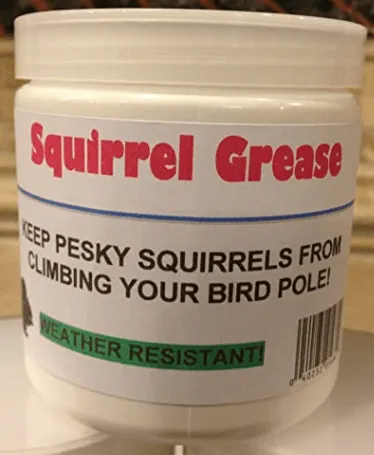 Squirrel Grease
KEEP PESKY SQUIRRELS FROM
CLIMBING YOUR BIRD POLE!
WEATHER RESISTANT!